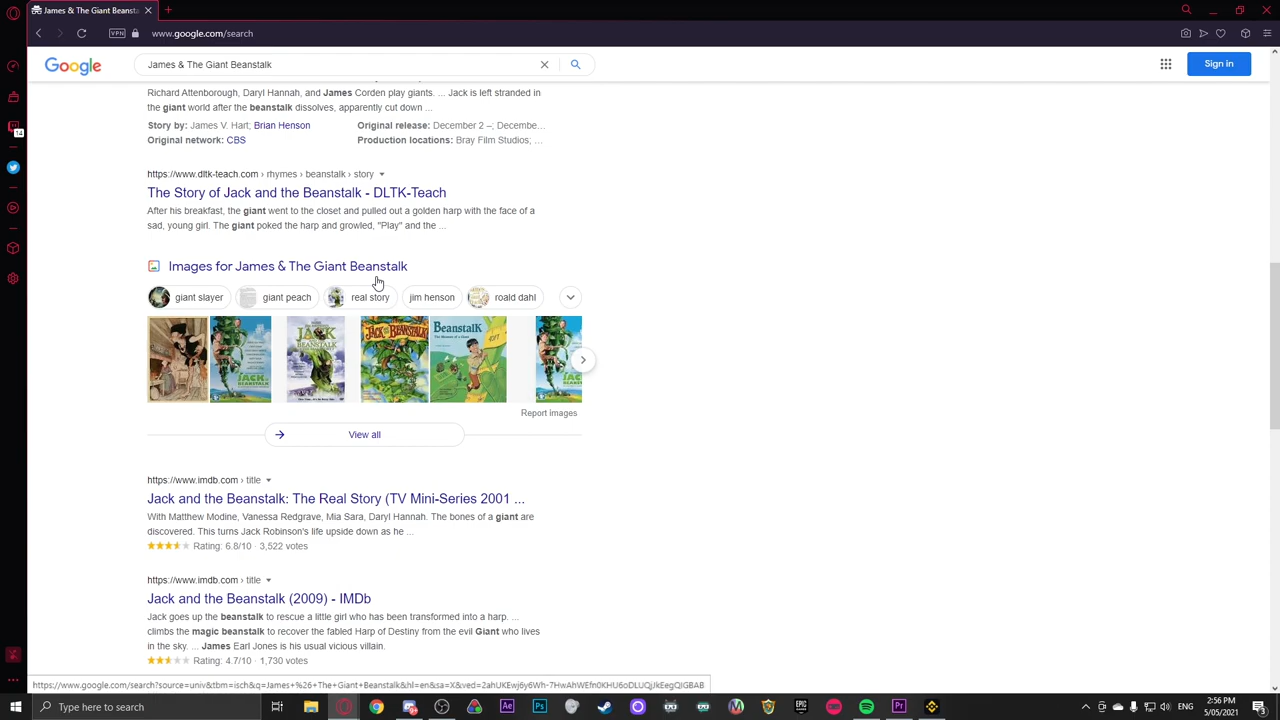 James & The Giant Beanstalk
VPN
www.google.com/search
Google
James & The Giant Beanstalk
Sign in
Richard Attenborough, Daryl Hannah, and James Corden play giants. ... Jack is left stranded in
the giant world after the beanstalk dissolves, apparently cut down ...
Story by: James V. Hart; Brian Henson
Original release: December 2 –; Decembe...
Original network: CBS
Production locations: Bray Film Studios; ...
14
https://www.dltk-teach.com › rhymes › beanstalk › story
The Story of Jack and the Beanstalk - DLTK-Teach
After his breakfast, the giant went to the closet and pulled out a golden harp with the face of a
sad, young girl. The giant poked the harp and growled, "Play" and the ...
Images for James & The Giant Beanstalk
giant slayer
giant peach
real story
jim henson
roald dahl
JACK AND THE BEANSTALK
BEANSTALK
Report images
View all
https://www.imdb.com › title
Jack and the Beanstalk: The Real Story (TV Mini-Series 2001 ...
With Matthew Modine, Vanessa Redgrave, Mia Sara, Daryl Hannah. The bones of a giant are
discovered. This turns Jack Robinson's life upside down as he ...
Rating: 6.8/10 · 3,522 votes
https://www.imdb.com › title
Jack and the Beanstalk (2009) - IMDb
Jack goes up the beanstalk to rescue a little girl who has been transformed into a harp. ...
climbs the magic beanstalk to recover the fabled Harp of Destiny from the evil Giant who lives
in the sky. ... James Earl Jones is his usual vicious villain.
Rating: 4.7/10 · 1,730 votes
Type here to search
2:56 PM
5/05/2021